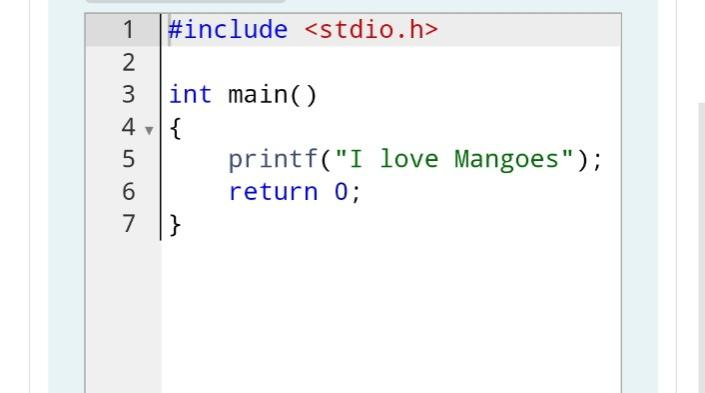 1 #include <stdio.h>
2
3 int main()
4 {
5     printf("I love Mangoes");
6     return 0;
7 }